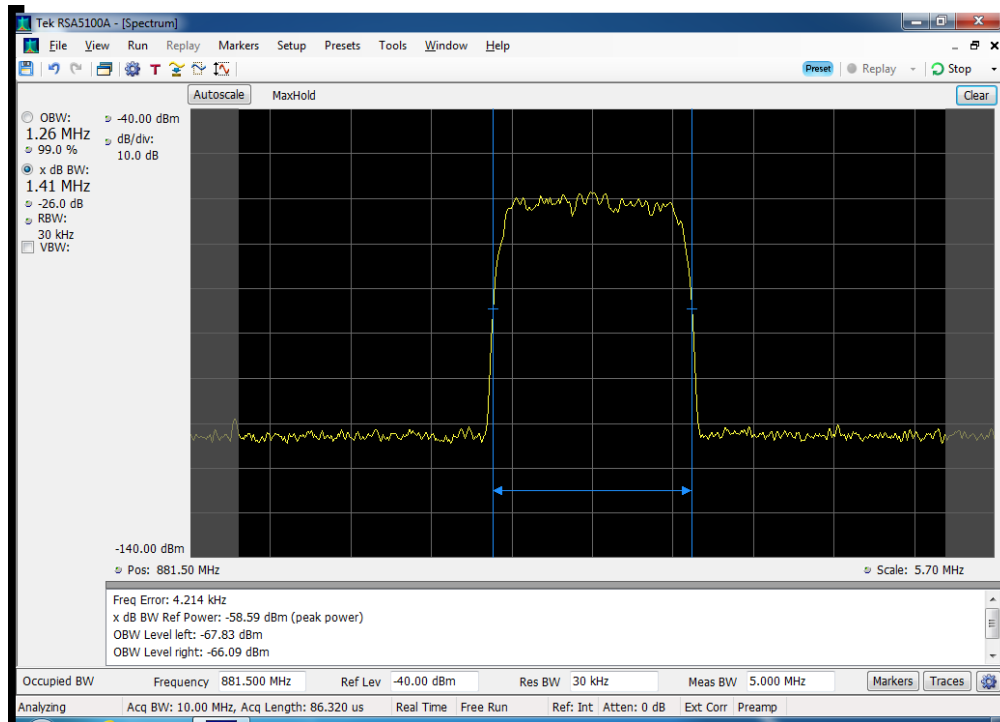 Tek RSA5100A - [Spectrum]
File View Run Replay Markers Setup Presets Tools Window Help
T Preset Replay Stop
Autoscale MaxHold Clear
OBW:
1.26 MHz
99.0 %
x dB BW:
1.41 MHz
-26.0 dB
RBW:
30 kHz
VBW:
-40.00 dBm
dB/div:
10.0 dB
-140.00 dBm
Pos: 881.50 MHz Scale: 5.70 MHz
Freq Error: 4.214 kHz
x dB BW Ref Power: -58.59 dBm (peak power)
OBW Level left: -67.83 dBm
OBW Level right: -66.09 dBm
Occupied BW Frequency 881.500 MHz Ref Lev -40.00 dBm Res BW 30 kHz Meas BW 5.000 MHz Markers Traces
Analyzing Acq BW: 10.00 MHz, Acq Length: 86.320 us Real Time Free Run Ref: Int Atten: 0 dB Ext Corr Preamp